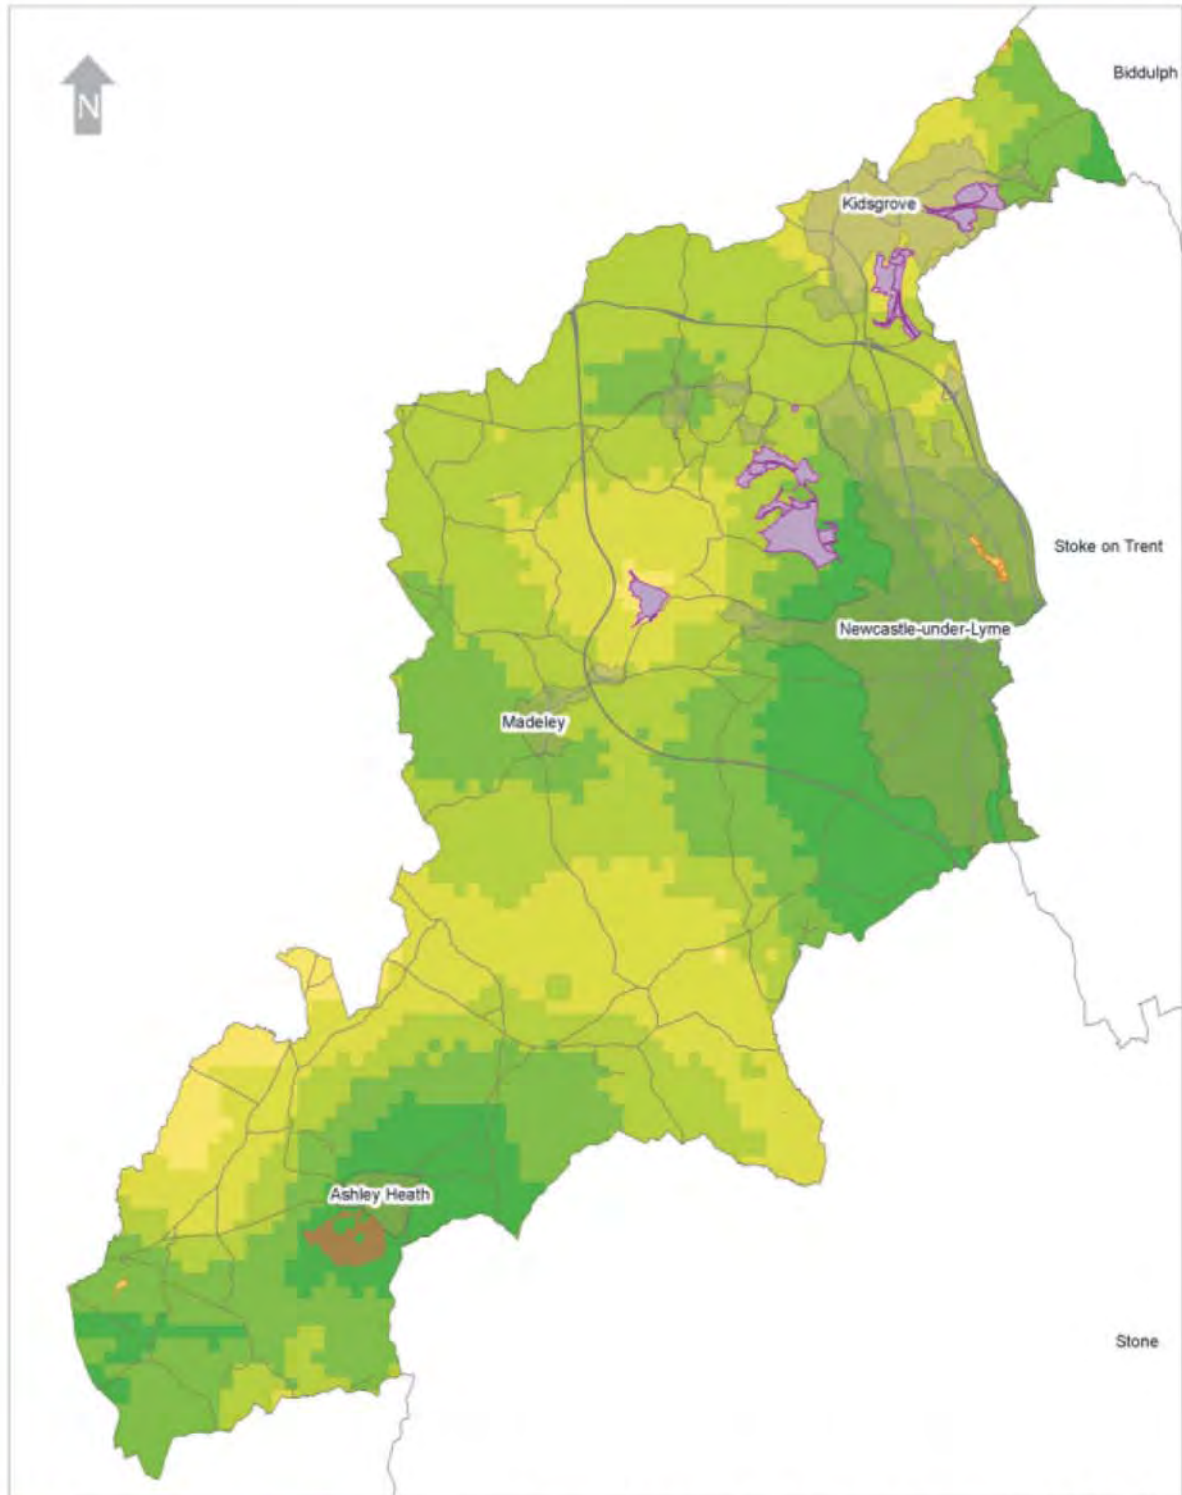 Biddulph
N
Kidsgrove
Stoke on Trent
Newcastle-under-Lyme
Madeley
Ashley Heath
Stone